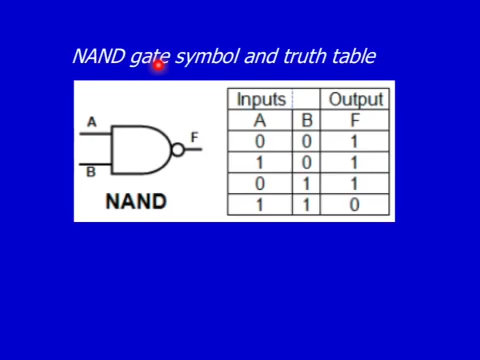 NAND gate symbol and truth table
Inputs Output
A B F
0 0 1
1 0 1
0 1 1
1 1 0
A
F
B
NAND